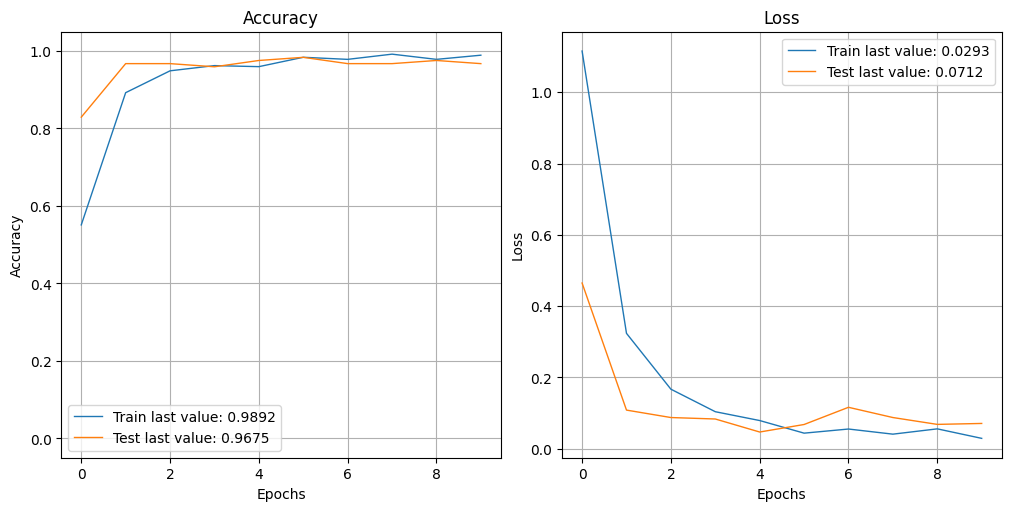 Accuracy
1.0
0.8
0.6
0.4
0.2
0.0
Accuracy
Train last value: 0.9892
Test last value: 0.9675
0 2 4 6 8
Epochs
Loss
1.0
0.8
0.6
0.4
0.2
0.0
Loss
Train last value: 0.0293
Test last value: 0.0712
0 2 4 6 8
Epochs